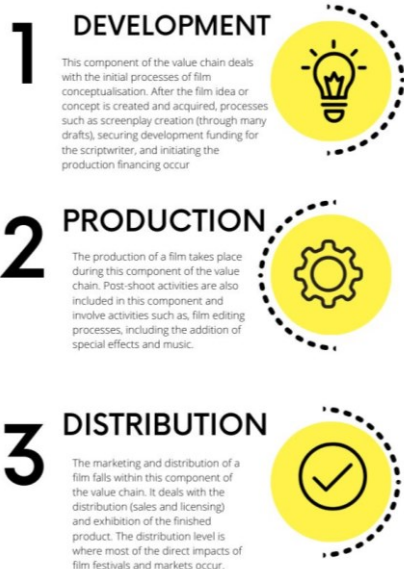 1
DEVELOPMENT
This component of the value chain deals
with the initial processes of film
conceptualisation. After the film idea or
concept is created and acquired, processes
such as screenplay creation (through many
drafts), securing development funding for
the scriptwriter, and initiating the
production financing occur
2
PRODUCTION
The production of a film takes place
during this component of the value
chain. Post-shoot activities are also
included in this component and
involve activities such as, film editing
processes, including the addition of
special effects and music.
3
DISTRIBUTION
The marketing and distribution of a
film falls within this component of
the value chain. It deals with the
distribution (sales and licensing)
and exhibition of the finished
product. The distribution level is
where most of the direct impacts of
film festivals and markets occur.